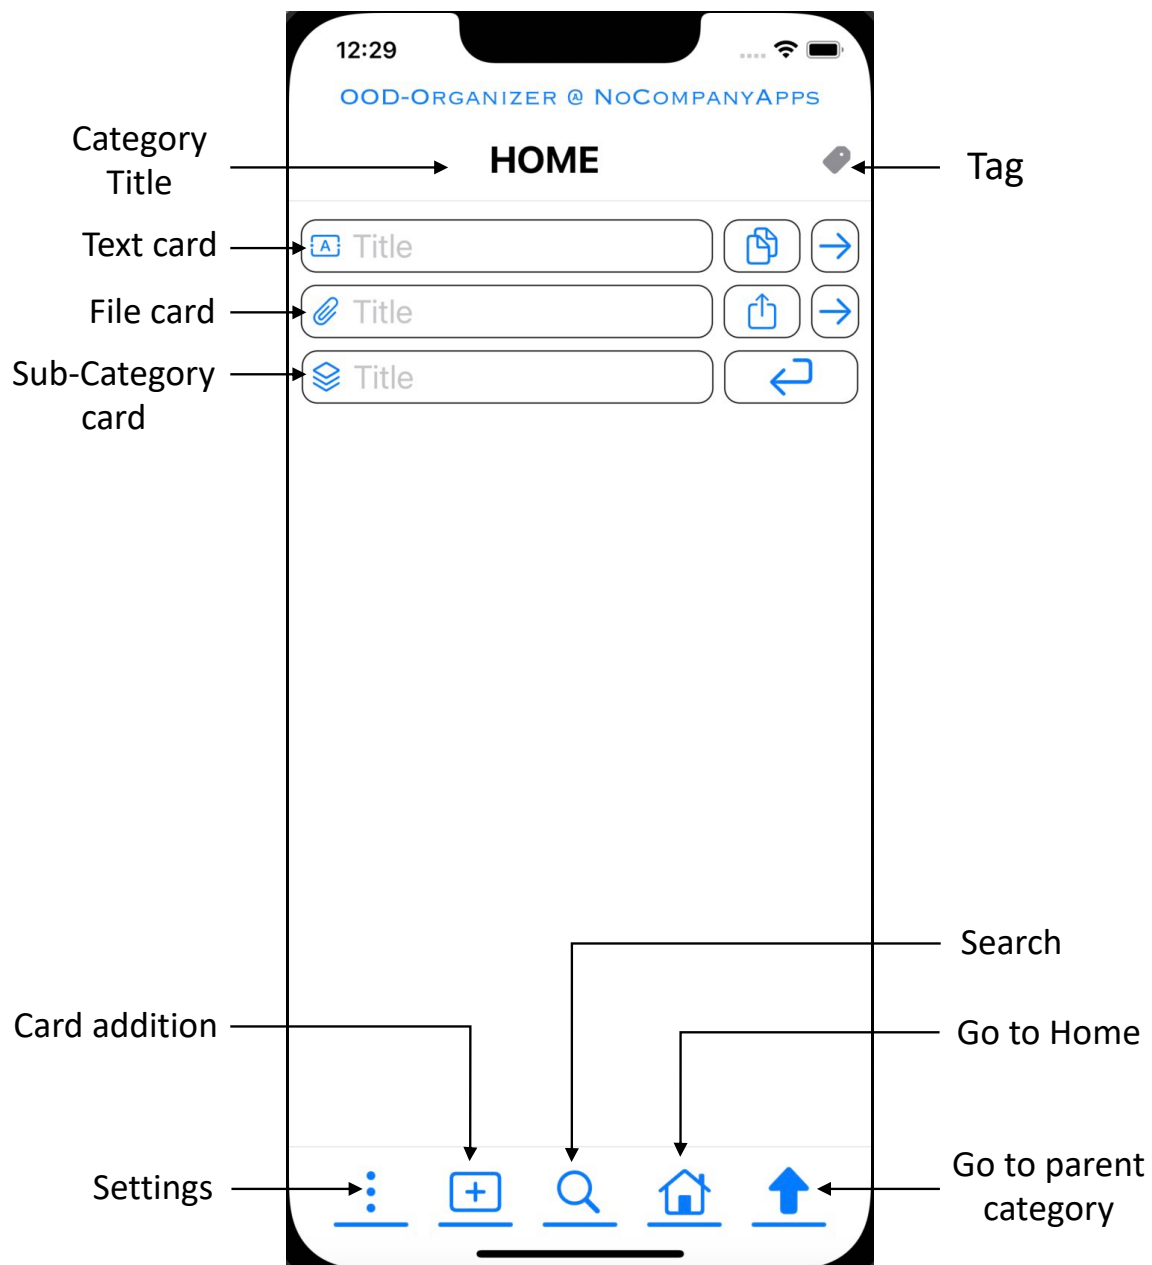 12:29
OOD-Organizer @ NoCompanyApps
Category
Title
HOME
Tag
Text card
A Title
File card
Title
Sub-Category
card
Title
Search
Card addition
Go to Home
Settings
Go to parent
category